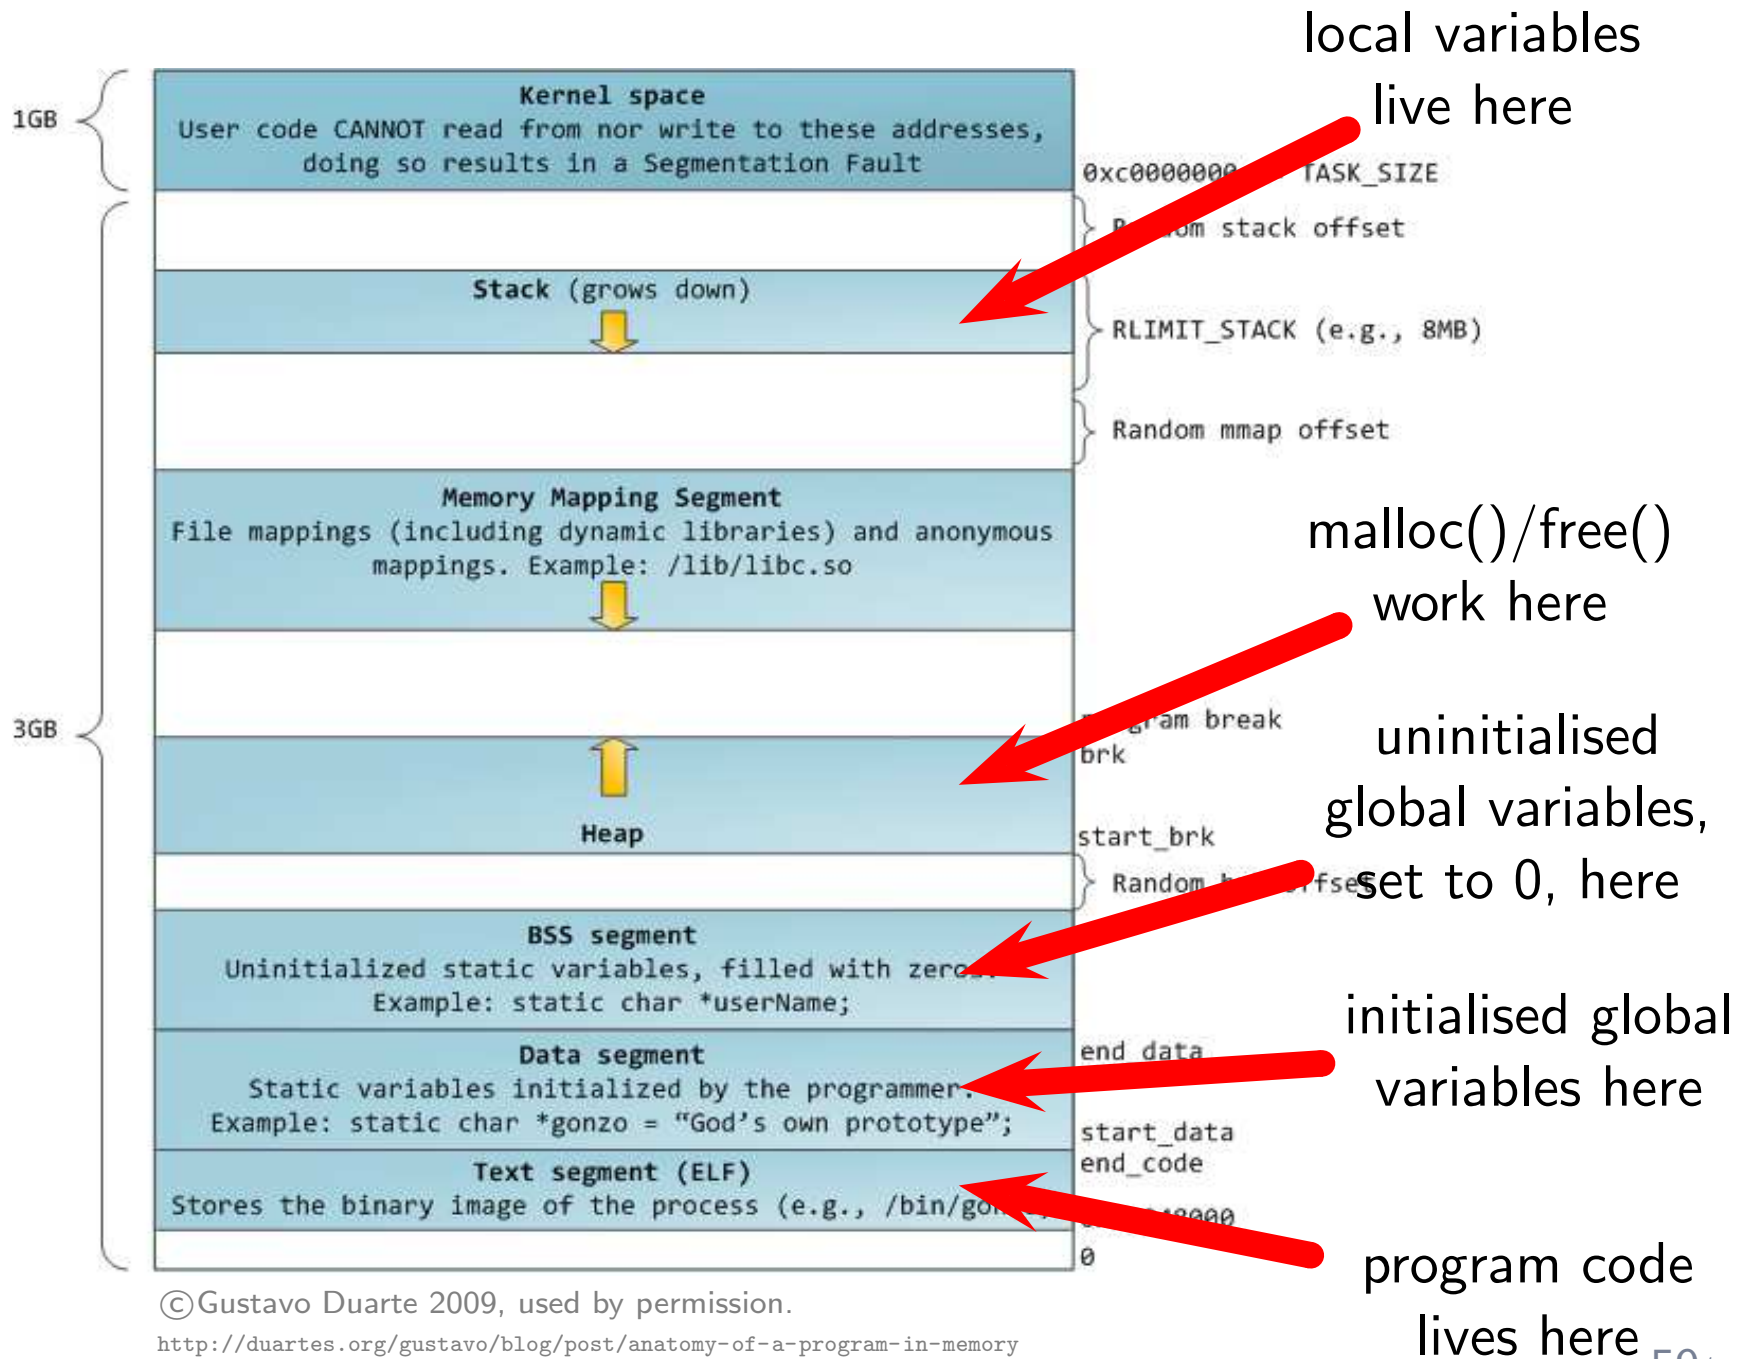 local variables
live here
1GB
Kernel space
User code CANNOT read from nor write to these addresses,
doing so results in a Segmentation Fault
0xc0000000 TASK_SIZE
stack offset
Stack (grows down)
RLIMIT_STACK (e.g., 8MB)
Random mmap offset
Memory Mapping Segment
File mappings (including dynamic libraries) and anonymous
mappings. Example: /lib/libc.so
malloc()/free()
work here
3GB
break
brk
Heap
start_brk
Random
uninitialised
global variables,
set to 0, here
BSS segment
Uninitialized static variables, filled with
Example: static char *userName;
Data segment
Static variables initialized by the programmer.
Example: static char *gonzo = “God’s own prototype”;
end_data
start_data
end_code
initialised global
variables here
Text segment (ELF)
Stores the binary image of the process (e.g.,
0
program code
lives here
©Gustavo Duarte 2009, used by permission.
http://duartes.org/gustavo/blog/post/anatomy-of-a-program-in-memory